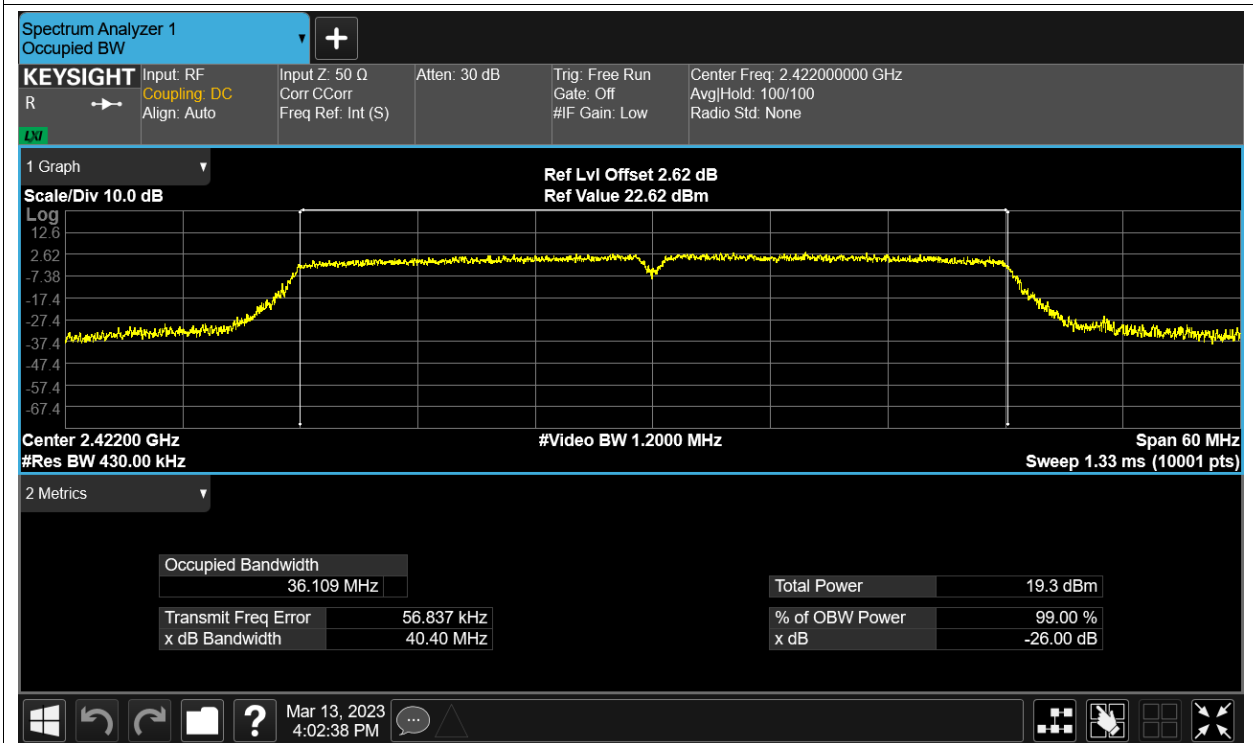 Spectrum Analyzer 1
Occupied BW
KEYSIGHT
R
LXI
Input: RF
Coupling: DC
Align: Auto
Input Z: 50 Ω
Corr CCorr
Freq Ref: Int (S)
Atten: 30 dB
Trig: Free Run
Gate: Off
#IF Gain: Low
Center Freq: 2.422000000 GHz
Avg|Hold: 100/100
Radio Std: None
1 Graph
Scale/Div 10.0 dB
Ref Lvl Offset 2.62 dB
Ref Value 22.62 dBm
Log
12.6
2.62
-7.38
-17.4
-27.4
-37.4
-47.4
-57.4
-67.4
Center 2.42200 GHz
#Video BW 1.2000 MHz
Span 60 MHz
#Res BW 430.00 kHz
Sweep 1.33 ms (10001 pts)
2 Metrics
Occupied Bandwidth
36.109 MHz
Total Power 19.3 dBm
Transmit Freq Error 56.837 kHz
% of OBW Power 99.00 %
x dB Bandwidth 40.40 MHz
x dB -26.00 dB
?
Mar 13, 2023
4:02:38 PM